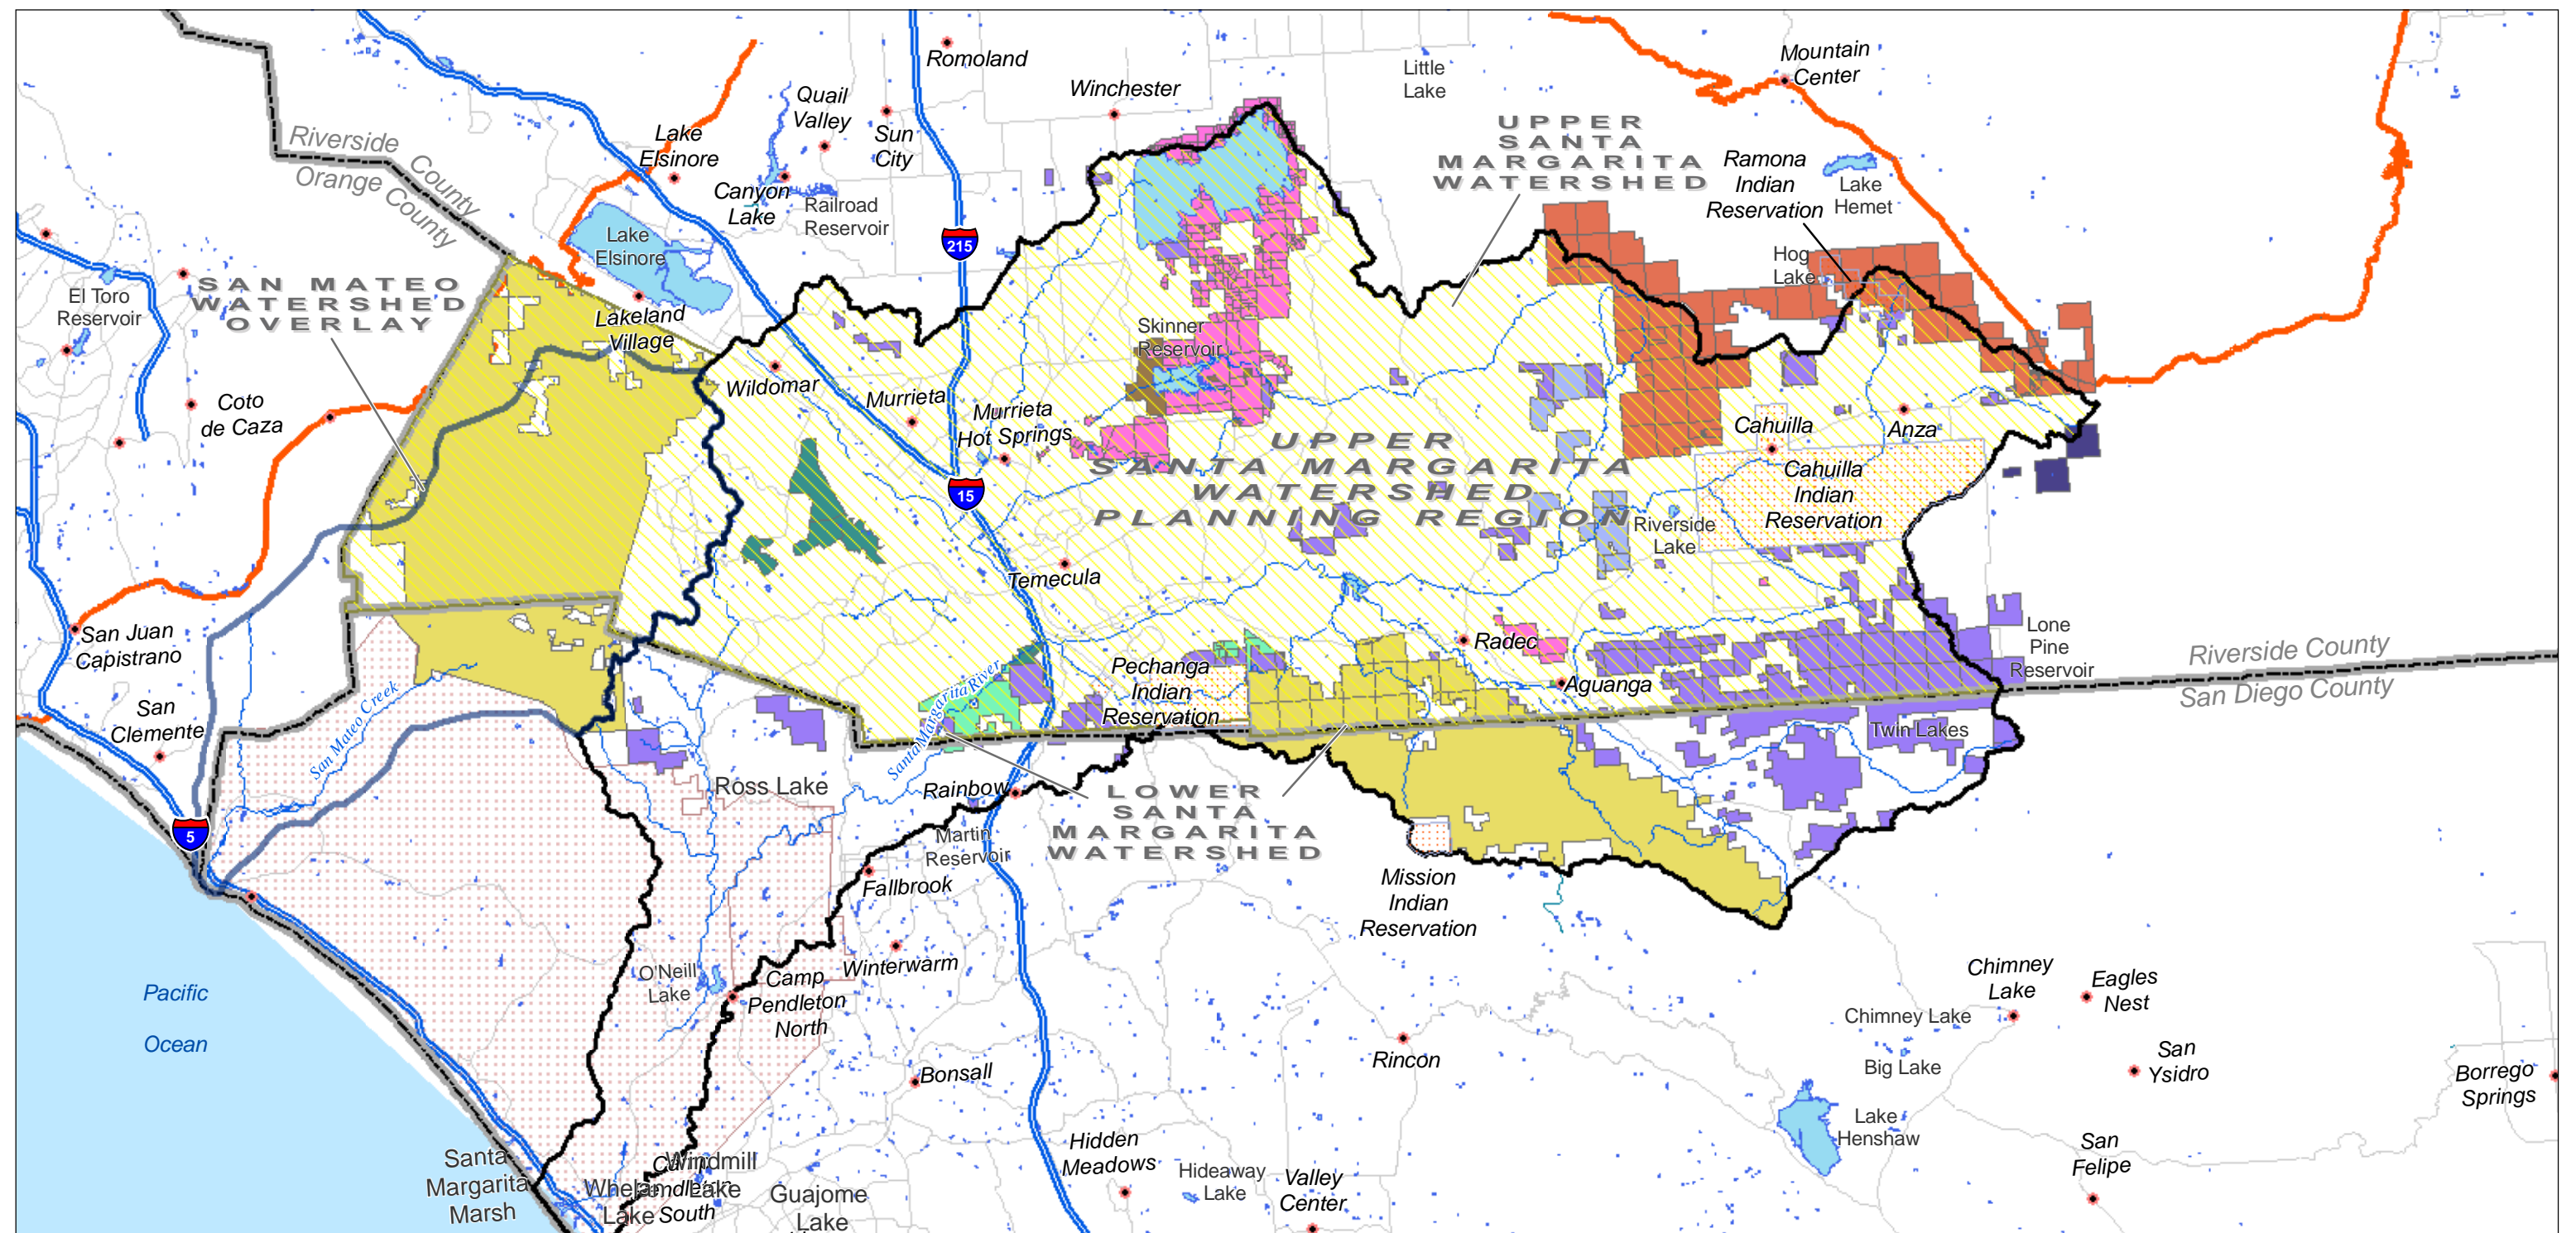 Romoland
Mountain
Center
Little
Lake
Winchester
Quail
Valley
Sun
City
Lake
Elsinore
Canyon
Lake
Railroad
Reservoir
Riverside County
Orange County
UPPER
SANTA
MARGARITA
WATERSHED
Ramona
Indian
Reservation
Lake
Hemet
Hog
Lake
215
Lake
Elsinore
SAN MATEO
WATERSHED
OVERLAY
El Toro
Reservoir
Lakeland
Village
Skinner
Reservoir
Wildomar
Murrieta
Murrieta
Hot Springs
Coto
de Caza
Cahuilla
Anza
Cahuilla
Indian
Reservation
UPPER
SANTA MARGARITA
WATERSHED
PLANNING REGION
15
Riverside
Lake
Temecula
San Juan
Capistrano
Radec
Lone
Pine
Reservoir
Riverside County
San Diego County
Pechanga
Indian
Reservation
Aguanga
San Mateo Creek
Santa Margarita River
San
Clemente
Twin Lakes
Ross Lake
Rainbow
LOWER
SANTA
MARGARITA
WATERSHED
5
Martin
Reservoir
Fallbrook
Mission
Indian
Reservation
Pacific
Ocean
O'Neill
Lake
Camp
Pendleton
North
Winterwarm
Chimney
Lake
Eagles
Nest
Chimney Lake
Big Lake
San
Ysidro
Rincon
Bonsall
Borrego
Springs
Lake
Henshaw
Hidden
Meadows
Hideaway
Lake
Valley
Center
San
Felipe
Santa
Margarita
Marsh
Windmill
Lake
Lake
South
Guajome
Lake